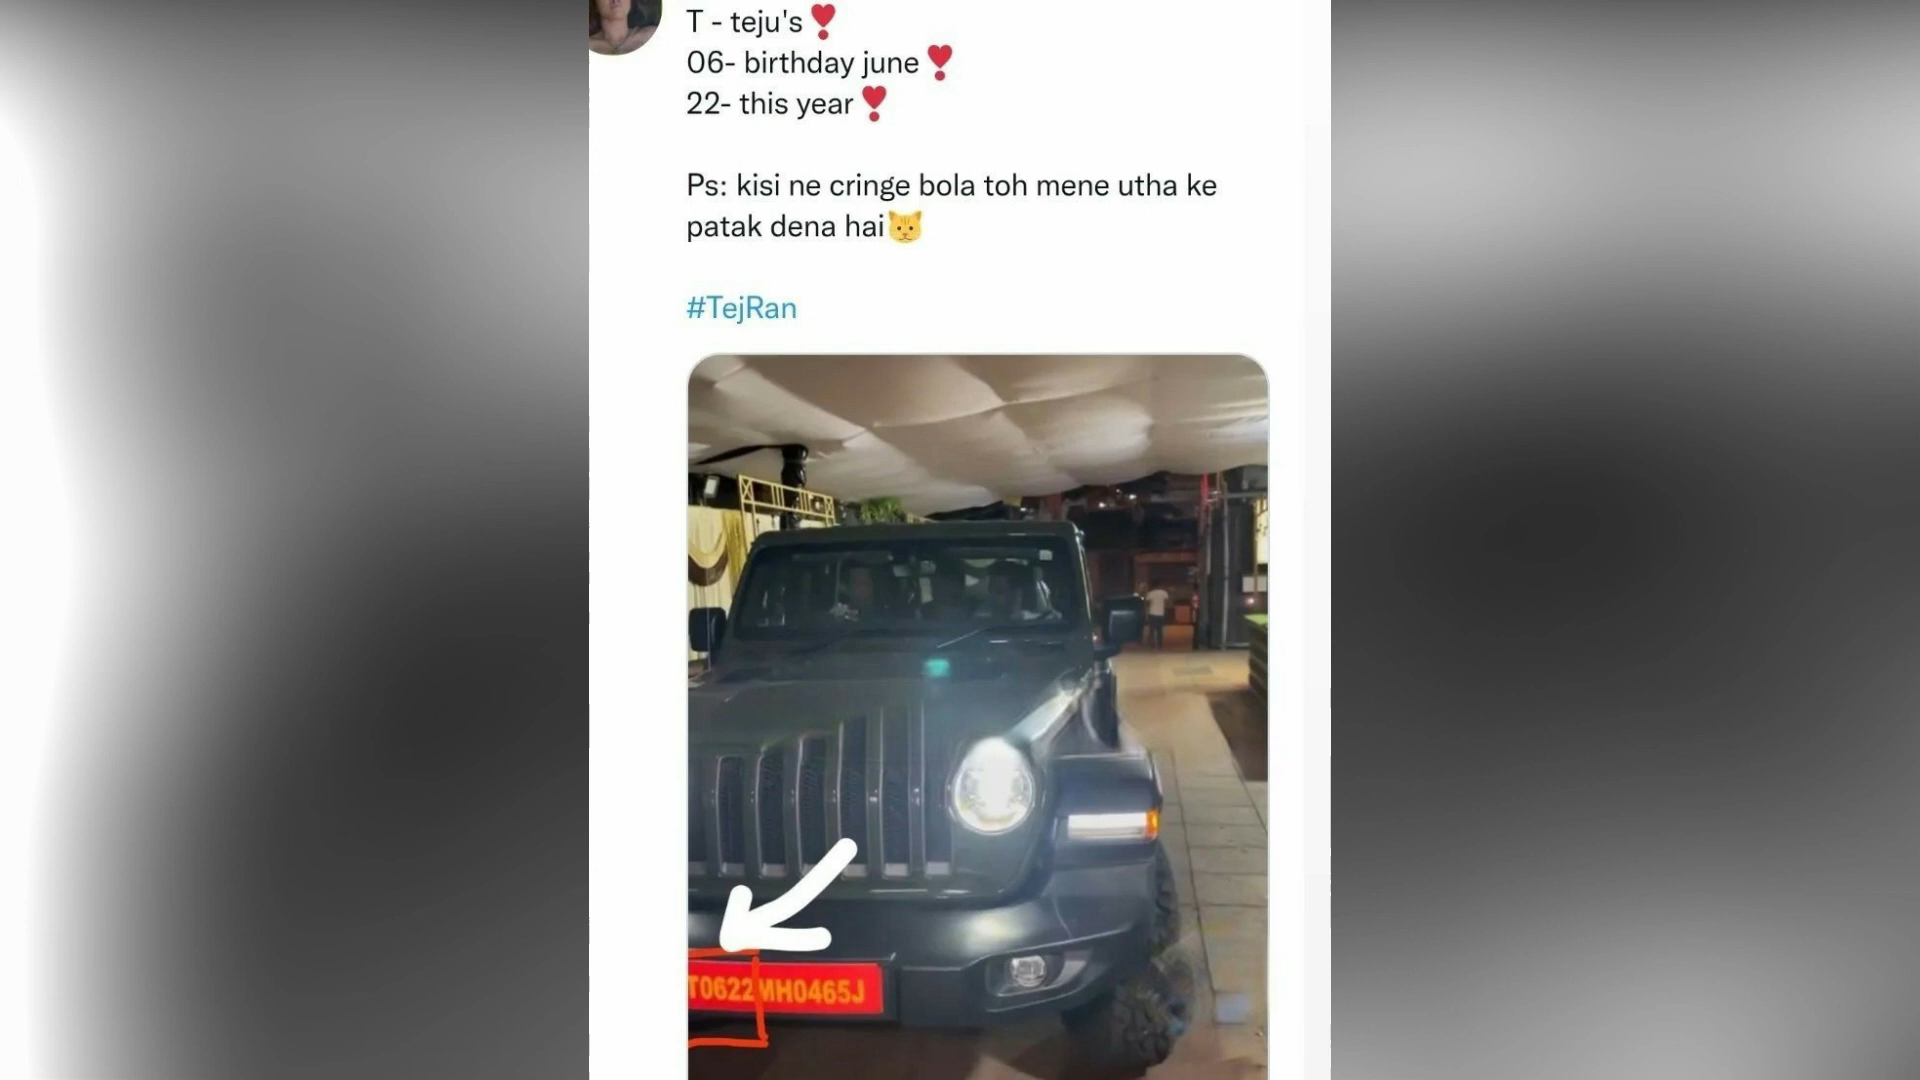 T - teju's❣️
06- birthday june❣️
22- this year❣️
Ps: kisi ne cringe bola toh mene utha ke
patak dena hai🐱
#TejRan
T0622MH0465J